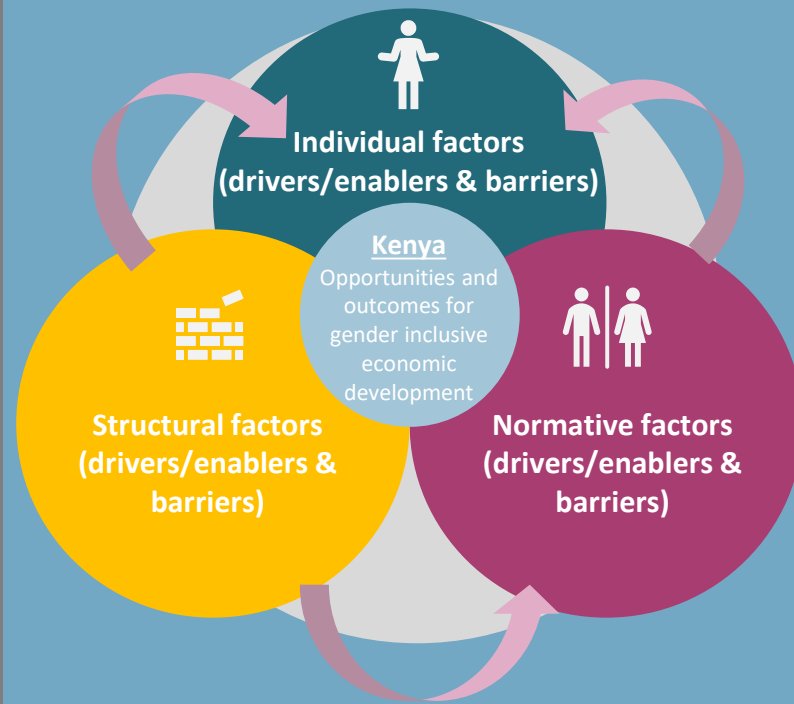 Individual factors
(drivers/enablers & barriers)
Kenya
Opportunities and
outcomes for
gender inclusive
economic
development
Structural factors
(drivers/enablers &
barriers)
Normative factors
(drivers/enablers &
barriers)